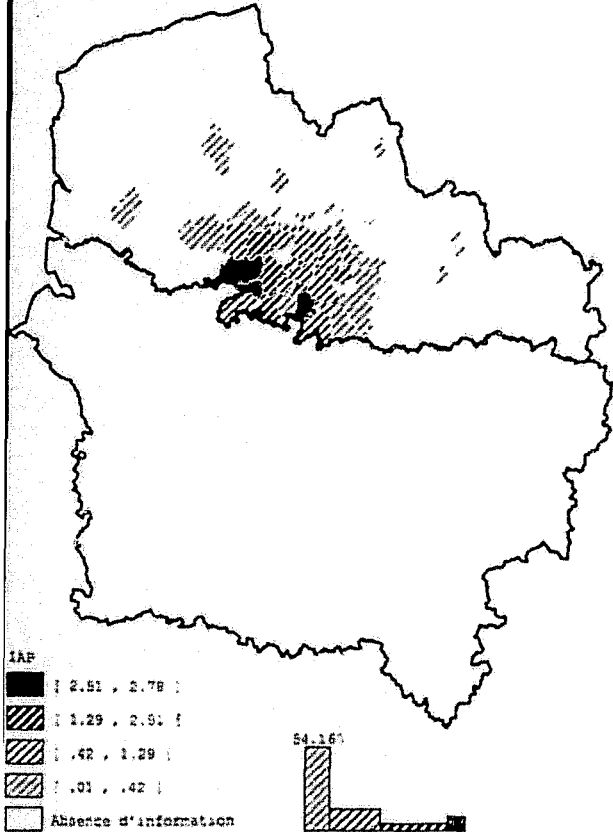 IAP
[ 2.51 , 2.78 ]
[ 1.29 , 2.51 [
[ .42 , 1.29 [
[ .01 , .42 [
Absence d'information
54.16%